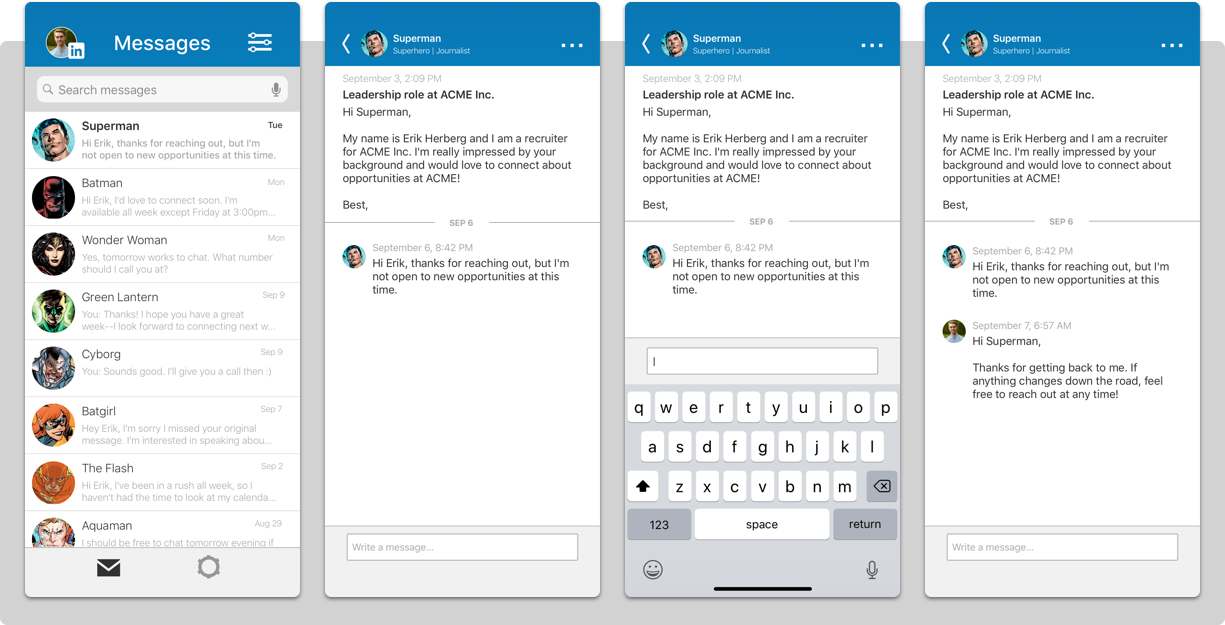 in
Messages
Search messages
Superman
Tue
Hi Erik, thanks for reaching out, but I'm
not open to new opportunities at this time.
Batman
Mon
Hi Erik, I'd love to connect soon. I'm
available all week except Friday at 3:00pm...
Wonder Woman
Mon
Yes, tomorrow works to chat. What number
should I call you at?
Green Lantern
Sep 9
You: Thanks! I hope you have a great
week--I look forward to connecting next w...
Cyborg
Sep 9
You: Sounds good. I'll give you a call then :)
Batgirl
Sep 7
Hey Erik, I'm sorry I missed your original
message. I'm interested in speaking abou...
The Flash
Sep 2
Hi Erik, I've been in a rush all week, so I
haven't had the time to look at my calenda...
Aquaman
Aug 29
I should be free to chat tomorrow evening if
Superman
Superhero | Journalist
September 3, 2:09 PM
Leadership role at ACME Inc.
Hi Superman,
My name is Erik Herberg and I am a recruiter
for ACME Inc. I'm really impressed by your
background and would love to connect about
opportunities at ACME!
Best,
SEP 6
September 6, 8:42 PM
Hi Erik, thanks for reaching out, but I'm
not open to new opportunities at this
time.
Write a message...
Superman
Superhero | Journalist
September 3, 2:09 PM
Leadership role at ACME Inc.
Hi Superman,
My name is Erik Herberg and I am a recruiter
for ACME Inc. I'm really impressed by your
background and would love to connect about
opportunities at ACME!
Best,
SEP 6
September 6, 8:42 PM
Hi Erik, thanks for reaching out, but I'm
not open to new opportunities at this
time.
q w e r t y u i o p
a s d f g h j k l
z x c v b n m
123 space return
Superman
Superhero | Journalist
September 3, 2:09 PM
Leadership role at ACME Inc.
Hi Superman,
My name is Erik Herberg and I am a recruiter
for ACME Inc. I'm really impressed by your
background and would love to connect about
opportunities at ACME!
Best,
SEP 6
September 6, 8:42 PM
Hi Erik, thanks for reaching out, but I'm
not open to new opportunities at this
time.
September 7, 6:57 AM
Hi Superman,
Thanks for getting back to me. If
anything changes down the road, feel
free to reach out at any time!
Write a message...